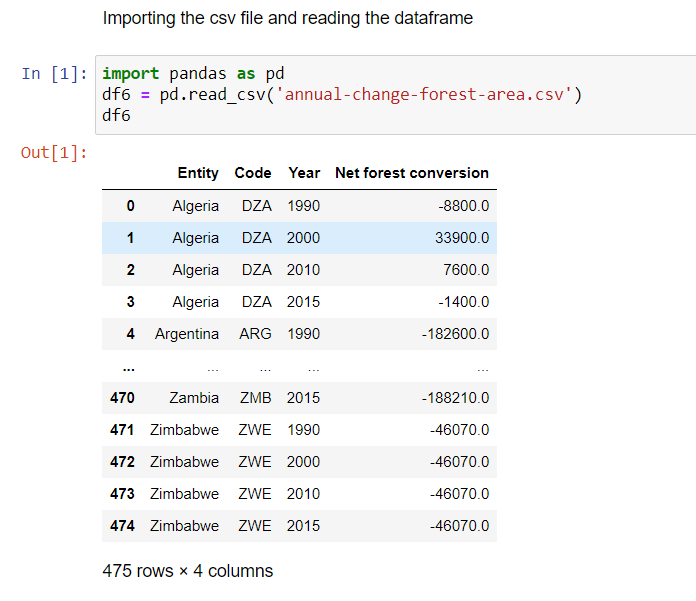 Importing the csv file and reading the dataframe
In [1]: import pandas as pd
df6 = pd.read_csv('annual-change-forest-area.csv')
df6
Out[1]:
Entity Code Year Net forest conversion
0 Algeria DZA 1990 -8800.0
1 Algeria DZA 2000 33900.0
2 Algeria DZA 2010 7600.0
3 Algeria DZA 2015 -1400.0
4 Argentina ARG 1990 -182600.0
... ... ... ... ...
470 Zambia ZMB 2015 -188210.0
471 Zimbabwe ZWE 1990 -46070.0
472 Zimbabwe ZWE 2000 -46070.0
473 Zimbabwe ZWE 2010 -46070.0
474 Zimbabwe ZWE 2015 -46070.0
475 rows × 4 columns